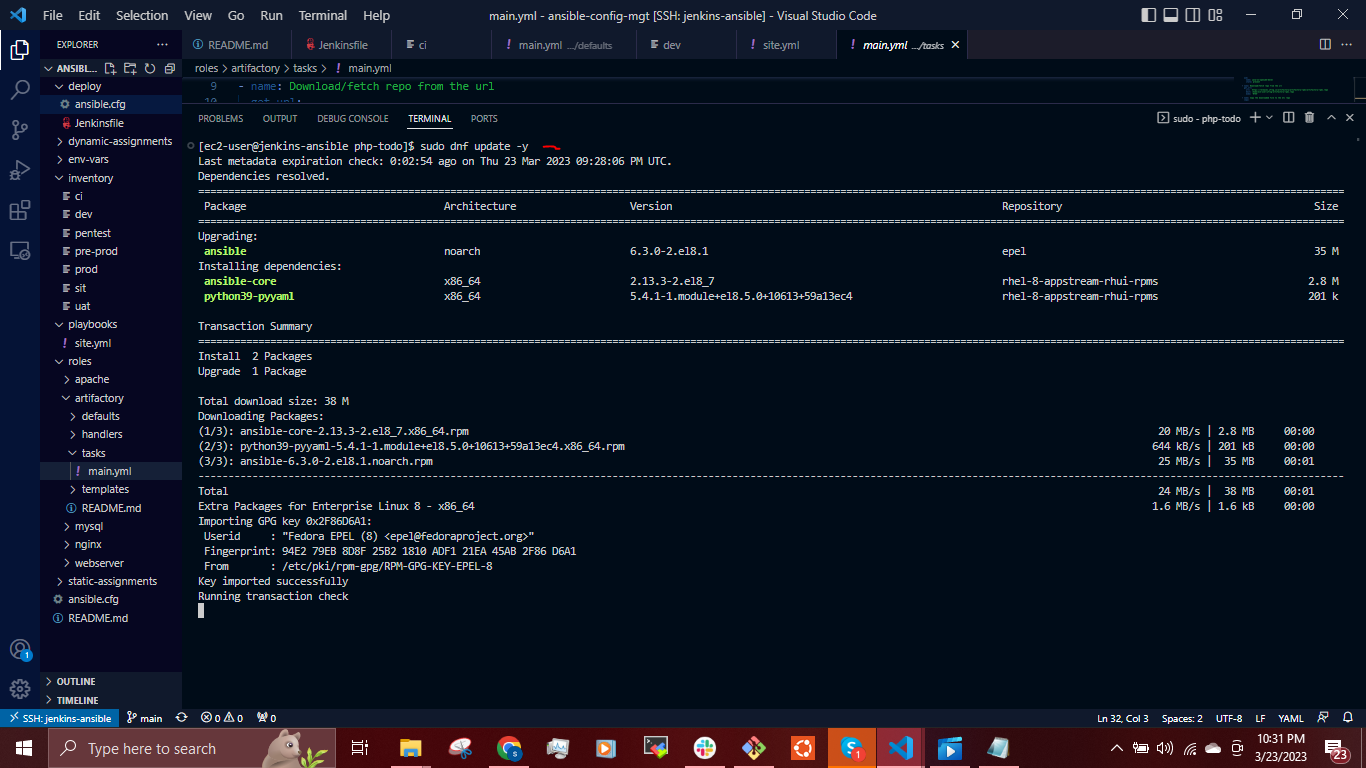 File Edit Selection View Go Run Terminal Help main.yml - ansible-config-mgt [SSH: jenkins-ansible] - Visual Studio Code
EXPLORER ··· README.md Jenkinsfile ci main.yml .../defaults dev site.yml main.yml .../tasks
ANSIBL...
roles > artifactory > tasks > main.yml
deploy
ansible.cfg
Jenkinsfile
dynamic-assignments
env-vars
inventory
ci
dev
pentest
pre-prod
prod
sit
uat
playbooks
site.yml
roles
apache
artifactory
defaults
handlers
tasks
main.yml
templates
README.md
mysql
nginx
webserver
static-assignments
ansible.cfg
README.md
OUTLINE
TIMELINE
9 - name: Download/fetch repo from the url
10 get_url:
PROBLEMS OUTPUT DEBUG CONSOLE TERMINAL PORTS sudo - php-todo
[ec2-user@jenkins-ansible php-todo]$ sudo dnf update -y
Last metadata expiration check: 0:02:54 ago on Thu 23 Mar 2023 09:28:06 PM UTC.
Dependencies resolved.
Package Architecture Version Repository Size
Upgrading:
ansible noarch 6.3.0-2.el8.1 epel 35 M
Installing dependencies:
ansible-core x86_64 2.13.3-2.el8_7 rhel-8-appstream-rhui-rpms 2.8 M
python39-pyyaml x86_64 5.4.1-1.module+el8.5.0+10613+59a13ec4 rhel-8-appstream-rhui-rpms 201 k
Transaction Summary
Install 2 Packages
Upgrade 1 Package
Total download size: 38 M
Downloading Packages:
(1/3): ansible-core-2.13.3-2.el8_7.x86_64.rpm 20 MB/s | 2.8 MB 00:00
(2/3): python39-pyyaml-5.4.1-1.module+el8.5.0+10613+59a13ec4.x86_64.rpm 644 kB/s | 201 kB 00:00
(3/3): ansible-6.3.0-2.el8.1.noarch.rpm 25 MB/s | 35 MB 00:01
Total 24 MB/s | 38 MB 00:01
Extra Packages for Enterprise Linux 8 - x86_64 1.6 MB/s | 1.6 kB 00:00
Importing GPG key 0x2F86D6A1:
Userid : "Fedora EPEL (8) <epel@fedoraproject.org>"
Fingerprint: 94E2 79EB 8D8F 25B2 1810 ADF1 21EA 45AB 2F86 D6A1
From : /etc/pki/rpm-gpg/RPM-GPG-KEY-EPEL-8
Key imported successfully
Running transaction check
1
SSH: jenkins-ansible main 0 0 0 Ln 32, Col 3 Spaces: 2 UTF-8 LF YAML
Type here to search 1 10:31 PM
3/23/2023 23